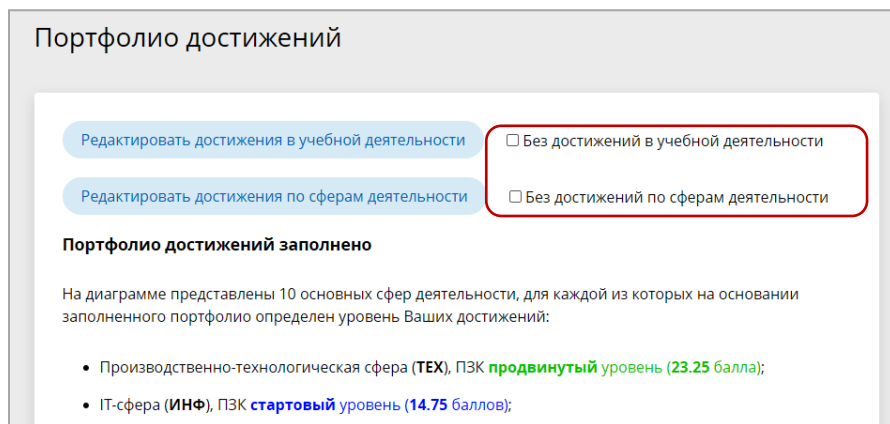 Портфолио достижений
Редактировать достижения в учебной деятельности Без достижений в учебной деятельности
Редактировать достижения по сферам деятельности Без достижений по сферам деятельности
Портфолио достижений заполнено
На диаграмме представлены 10 основных сфер деятельности, для каждой из которых на основании
заполненного портфолио определен уровень Ваших достижений:
• Производственно-технологическая сфера (ТЕХ), ПЗК продвинутый уровень (23.25 балла);
• IT-сфера (ИНФ), ПЗК стартовый уровень (14.75 баллов);